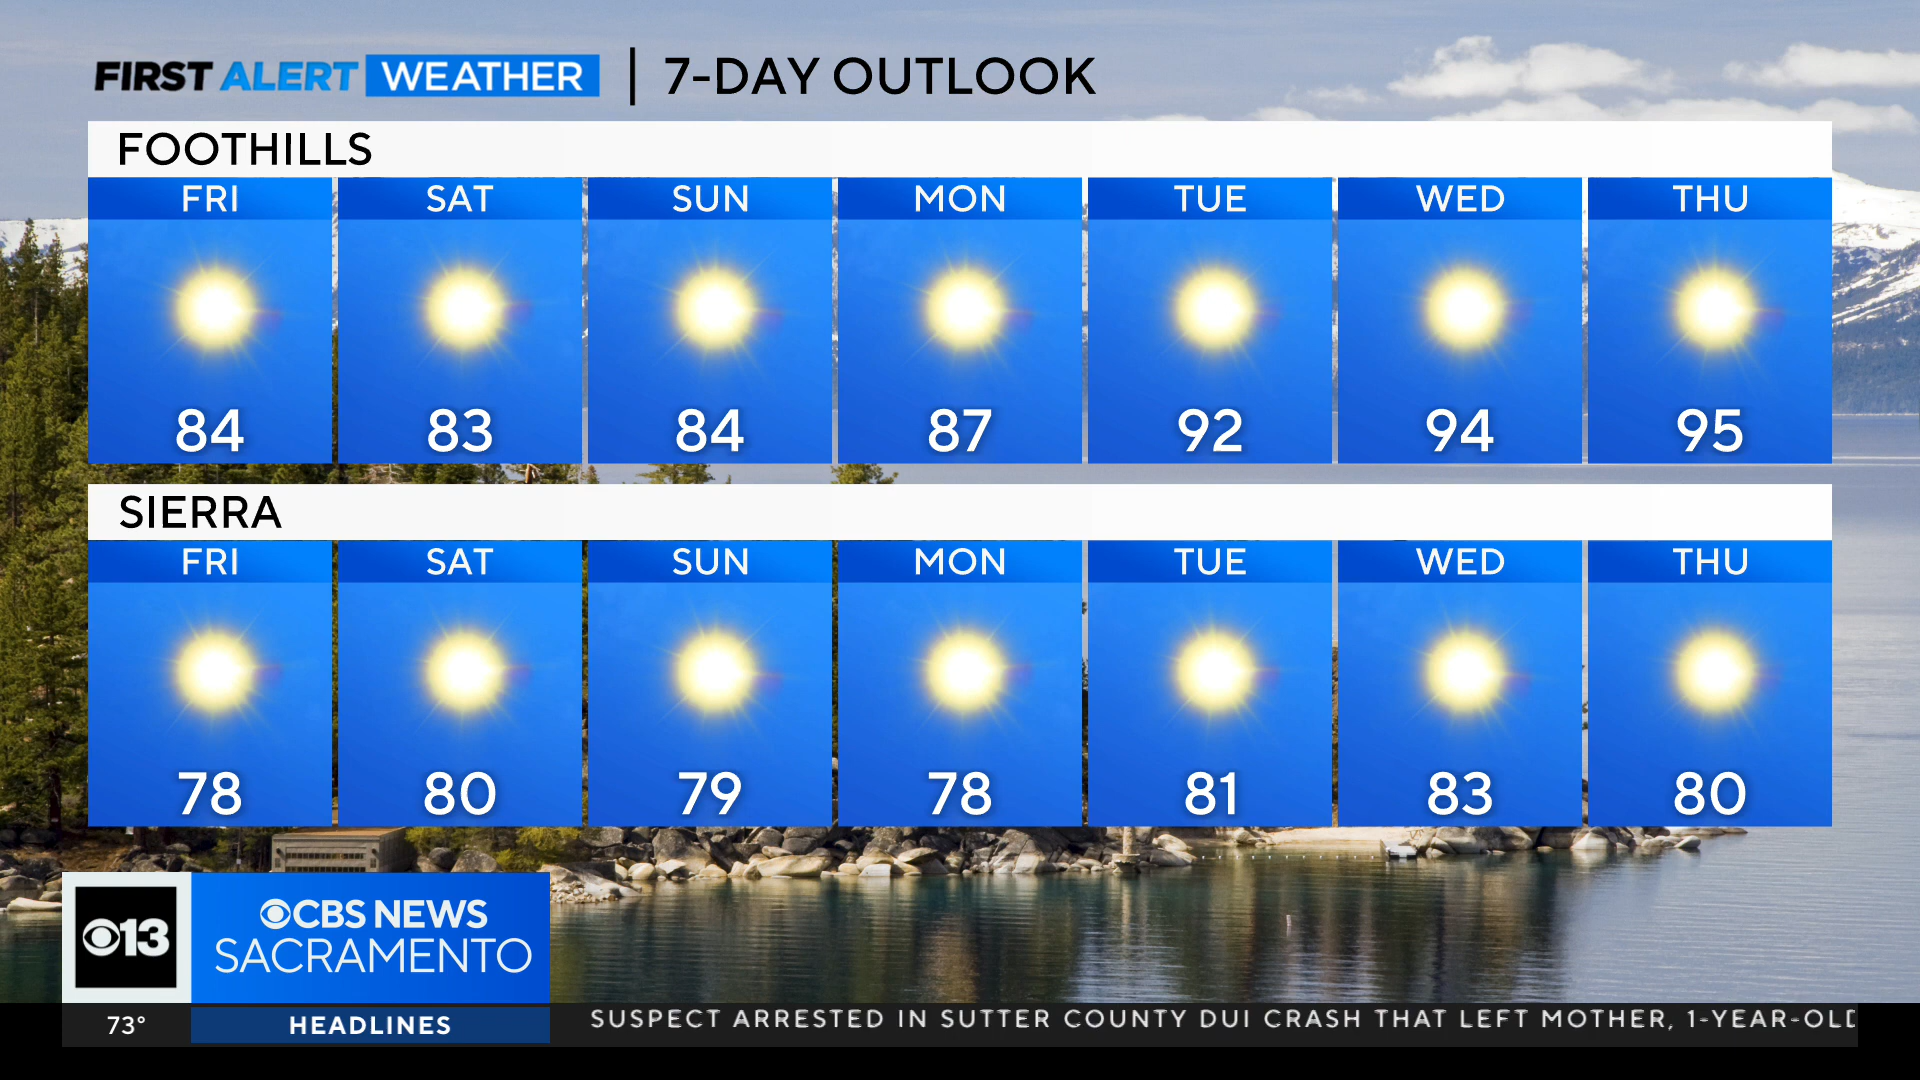 FIRST ALERT WEATHER | 7-DAY OUTLOOK
FOOTHILLS
FRI SAT SUN MON TUE WED THU
84 83 84 87 92 94 95
SIERRA
FRI SAT SUN MON TUE WED THU
78 80 79 78 81 83 80
13
CBS NEWS
SACRAMENTO
73° HEADLINES SUSPECT ARRESTED IN SUTTER COUNTY DUI CRASH THAT LEFT MOTHER, 1-YEAR-OLD